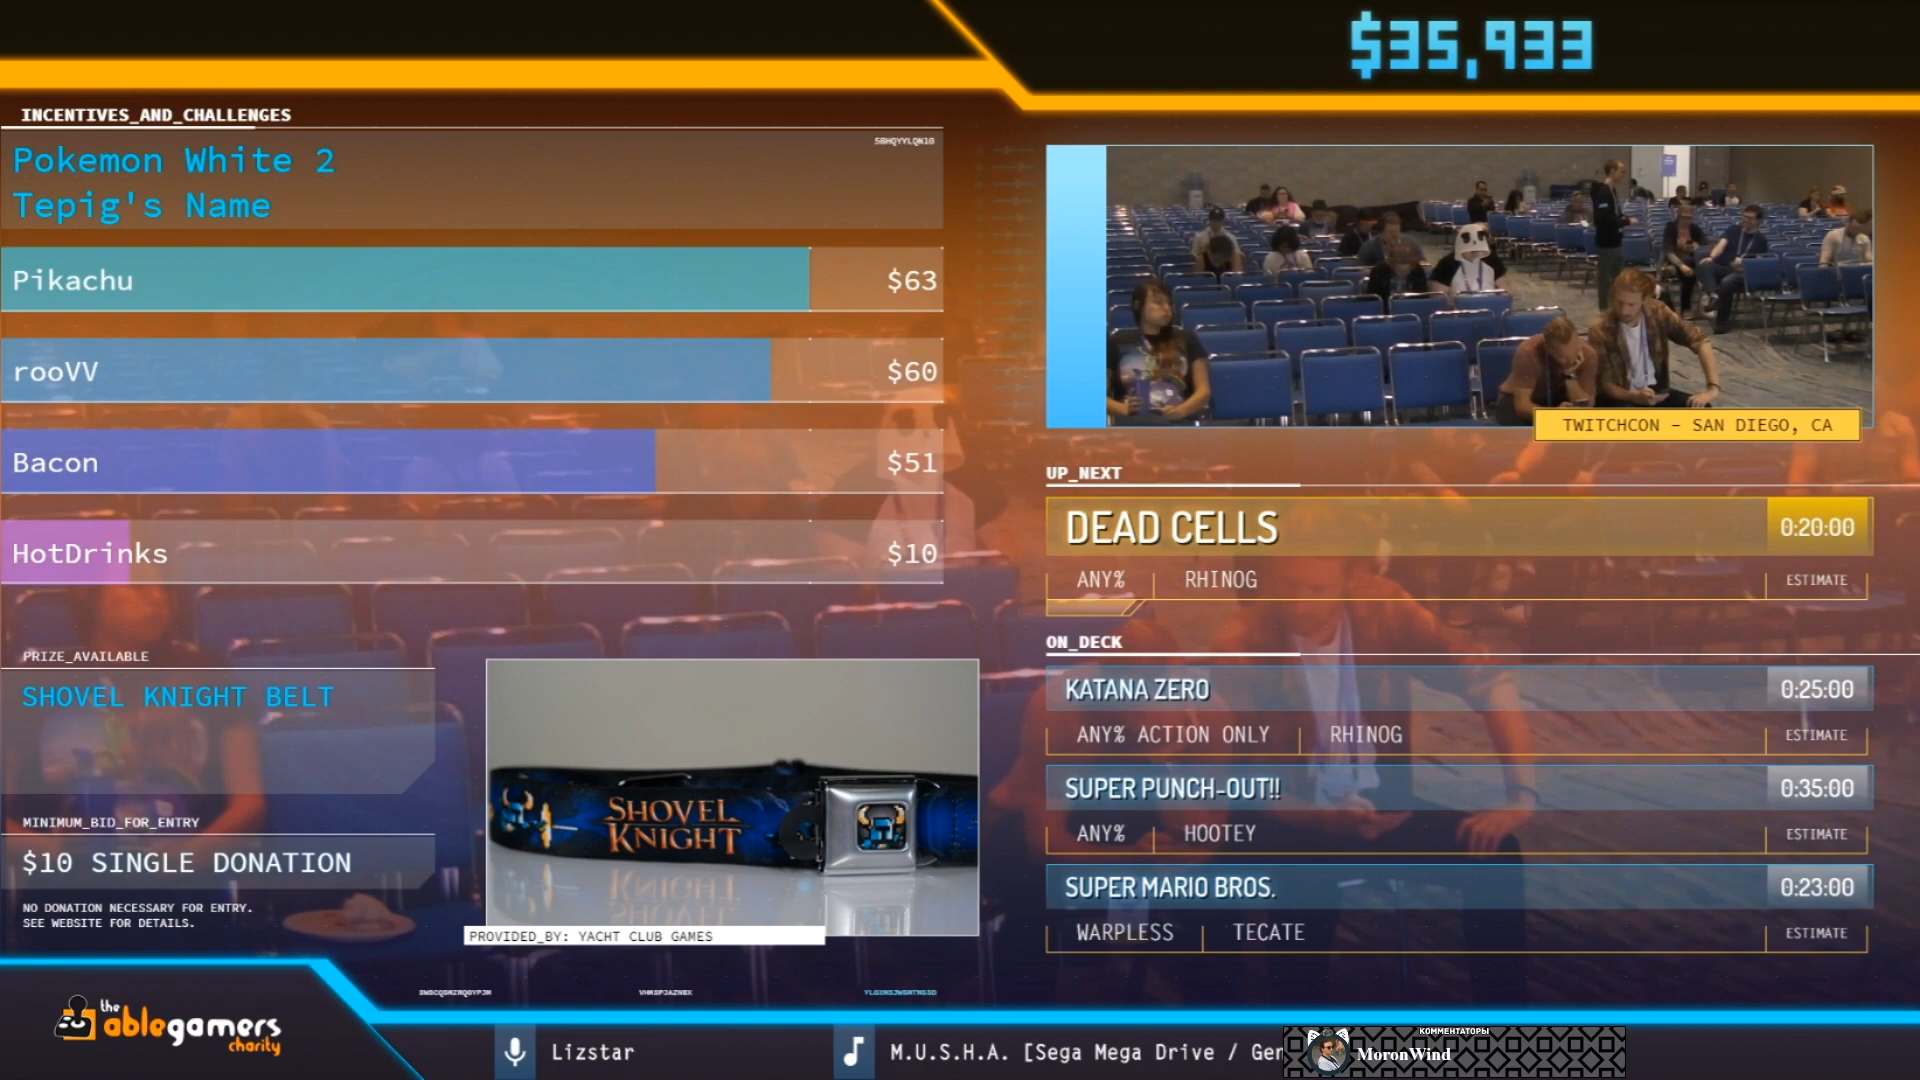 $35,933
INCENTIVES_AND_CHALLENGES
Pokemon White 2
Tepig's Name
Pikachu
$63
rooVV
$60
Bacon
$51
HotDrinks
$10
PRIZE_AVAILABLE
SHOVEL KNIGHT BELT
MINIMUM_BID_FOR_ENTRY
$10 SINGLE DONATION
NO DONATION NECESSARY FOR ENTRY.
SEE WEBSITE FOR DETAILS.
SHOVEL
KNIGHT
PROVIDED_BY: YACHT CLUB GAMES
TWITCHCON - SAN DIEGO, CA
UP_NEXT
DEAD CELLS
0:20:00
ANY%
RHINOG
ESTIMATE
ON_DECK
KATANA ZERO
0:25:00
ANY% ACTION ONLY
RHINOG
ESTIMATE
SUPER PUNCH-OUT!!
0:35:00
ANY%
HOOTEY
ESTIMATE
SUPER MARIO BROS.
0:23:00
WARPLESS
TECATE
ESTIMATE
the
ablegamers
charity
Lizstar
M.U.S.H.A. [Sega Mega Drive / Ger
КОММЕНТАТОРЫ
MoronWind